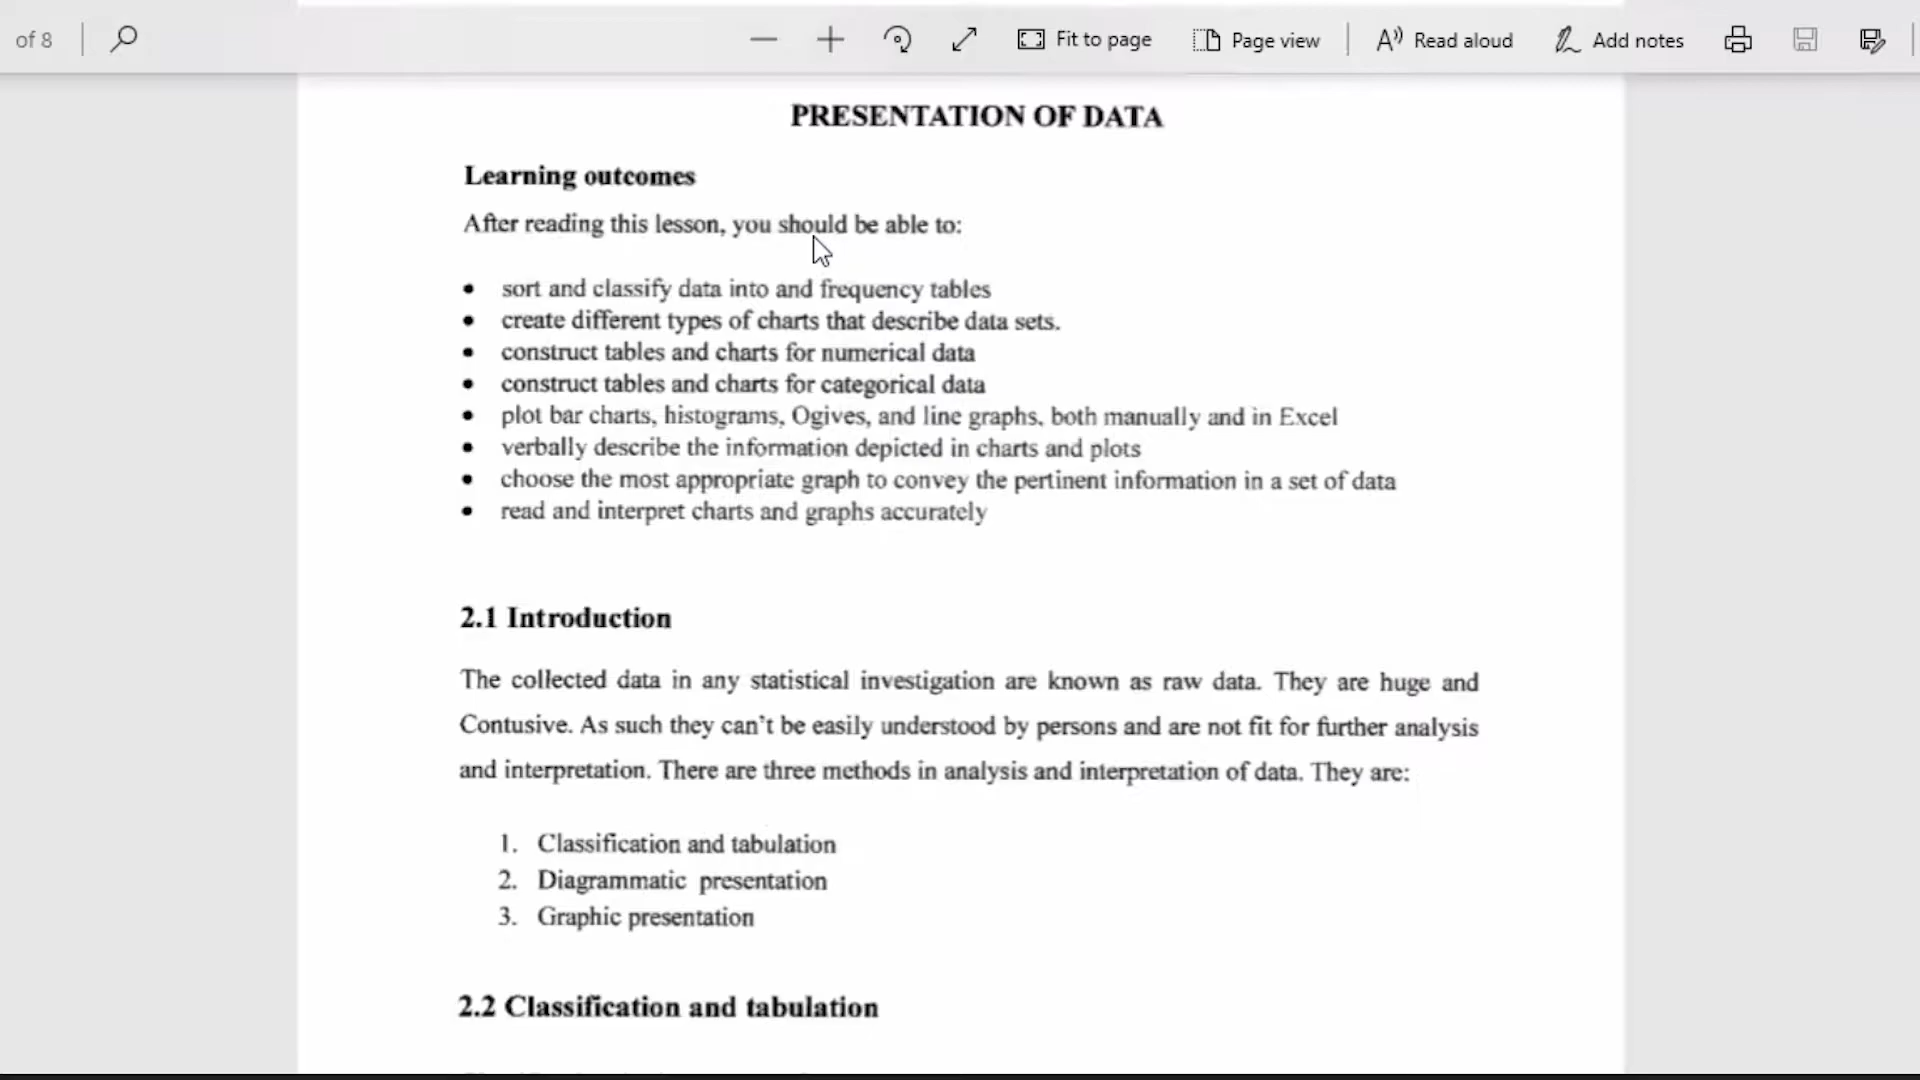 of 8
Fit to page
Page view
Read aloud
Add notes
PRESENTATION OF DATA
Learning outcomes
After reading this lesson, you should be able to:
• sort and classify data into and frequency tables
• create different types of charts that describe data sets.
• construct tables and charts for numerical data
• construct tables and charts for categorical data
• plot bar charts, histograms, Ogives, and line graphs, both manually and in Excel
• verbally describe the information depicted in charts and plots
• choose the most appropriate graph to convey the pertinent information in a set of data
• read and interpret charts and graphs accurately
2.1 Introduction
The collected data in any statistical investigation are known as raw data. They are huge and
Contusive. As such they can't be easily understood by persons and are not fit for further analysis
and interpretation. There are three methods in analysis and interpretation of data. They are:
1. Classification and tabulation
2. Diagrammatic presentation
3. Graphic presentation
2.2 Classification and tabulation